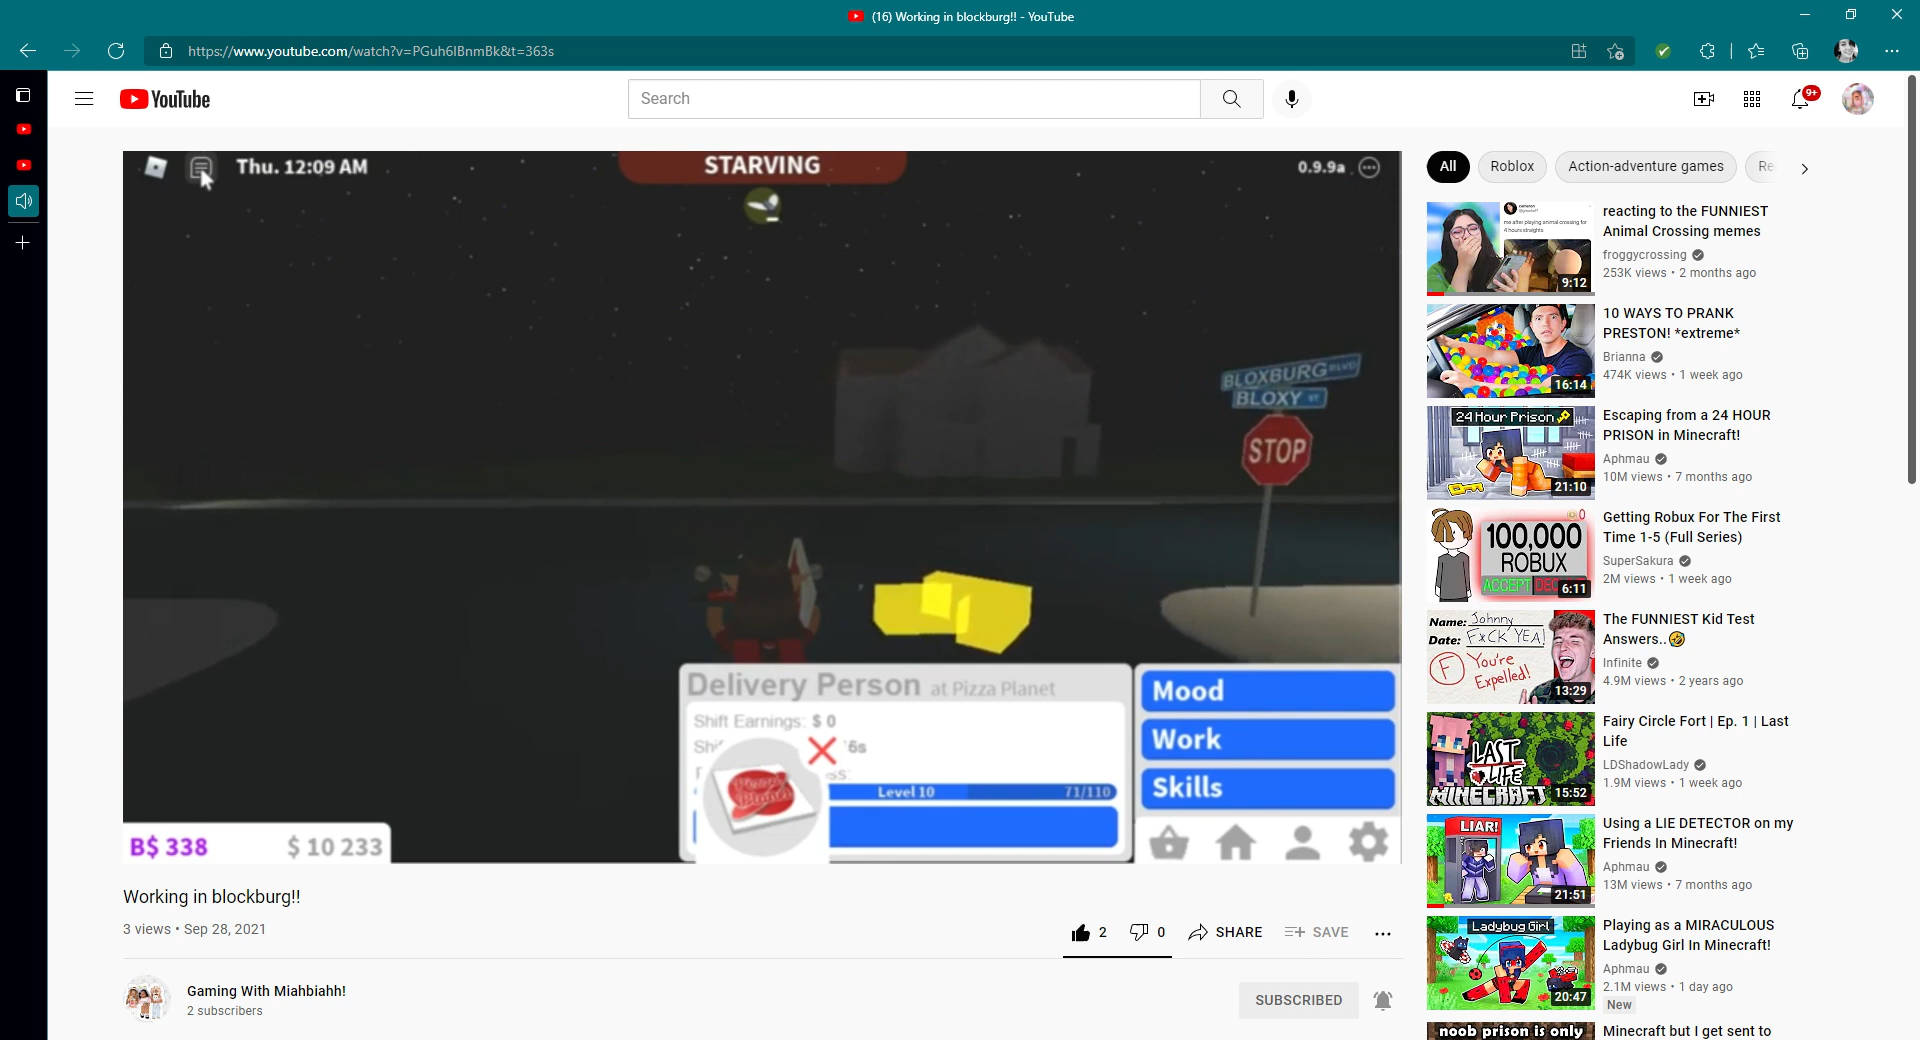 (16) Working in blockburg!! - YouTube
https://www.youtube.com/watch?v=PGuh6IBnmBk&t=363s
YouTube
Search
9+
Thu. 12:09 AM
STARVING
0.9.9a
BLOXBURG BLVD
BLOXY ST
STOP
Delivery Person at Pizza Planet
Shift Earnings: $ 0
Level 10
71/110
Mood
Work
Skills
B$ 338
$ 10 233
Working in blockburg!!
3 views • Sep 28, 2021
2
0
SHARE
SAVE
Gaming With Miahbiahh!
2 subscribers
SUBSCRIBED
All
Roblox
Action-adventure games
Re
9:12
reacting to the FUNNIEST
Animal Crossing memes
froggycrossing
253K views • 2 months ago
16:14
10 WAYS TO PRANK
PRESTON! *extreme*
Brianna
474K views • 1 week ago
24 Hour Prison
21:10
Escaping from a 24 HOUR
PRISON in Minecraft!
Aphmau
10M views • 7 months ago
0
100,000
ROBUX
ACCEPT
6:11
Getting Robux For The First
Time 1-5 (Full Series)
SuperSakura
2M views • 1 week ago
Name: Johnny
Date: F*CK YEA!
F
You're
Expelled!
13:29
The FUNNIEST Kid Test
Answers..🤣
Infinite
4.9M views • 2 years ago
LAST
LIFE
MINECRAFT
15:52
Fairy Circle Fort | Ep. 1 | Last
Life
LDShadowLady
1.9M views • 1 week ago
LIAR!
21:51
Using a LIE DETECTOR on my
Friends In Minecraft!
Aphmau
13M views • 7 months ago
Ladybug Girl
20:47
Playing as a MIRACULOUS
Ladybug Girl In Minecraft!
Aphmau
2.1M views • 1 day ago
New
noob prison is only
Minecraft but I get sent to